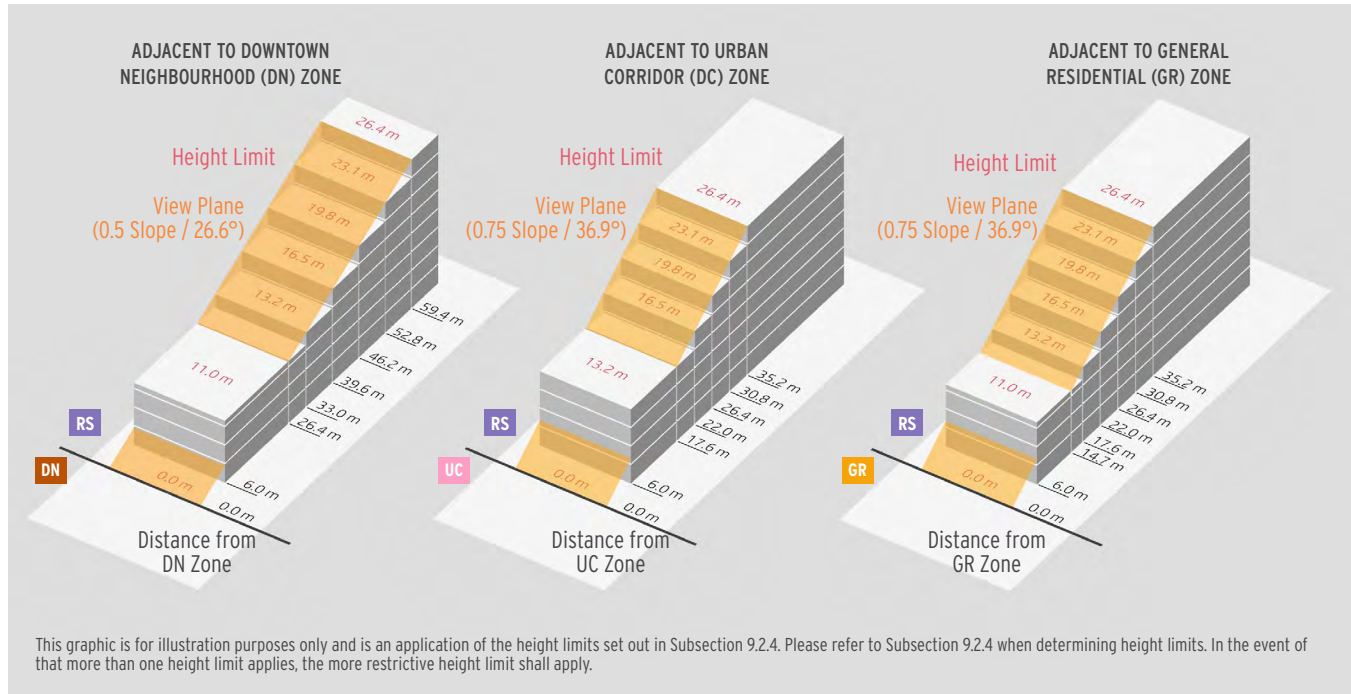 ADJACENT TO DOWNTOWN
NEIGHBOURHOOD (DN) ZONE
26.4 m
Height Limit
23.1 m
View Plane
(0.5 Slope / 26.6°)
19.8 m
16.5 m
13.2 m
11.0 m
59.4 m
52.8 m
46.2 m
39.6 m
33.0 m
26.4 m
RS
DN
0.0 m
6.0 m
0.0 m
Distance from
DN Zone
ADJACENT TO URBAN
CORRIDOR (DC) ZONE
Height Limit
26.4 m
View Plane
(0.75 Slope / 36.9°)
23.1 m
19.8 m
16.5 m
13.2 m
35.2 m
30.8 m
26.4 m
22.0 m
17.6 m
RS
UC
0.0 m
6.0 m
0.0 m
Distance from
UC Zone
ADJACENT TO GENERAL
RESIDENTIAL (GR) ZONE
Height Limit
26.4 m
View Plane
(0.75 Slope / 36.9°)
23.1 m
19.8 m
16.5 m
13.2 m
11.0 m
35.2 m
30.8 m
26.4 m
22.0 m
17.6 m
14.7 m
RS
GR
0.0 m
6.0 m
0.0 m
Distance from
GR Zone
This graphic is for illustration purposes only and is an application of the height limits set out in Subsection 9.2.4. Please refer to Subsection 9.2.4 when determining height limits. In the event of
that more than one height limit applies, the more restrictive height limit shall apply.